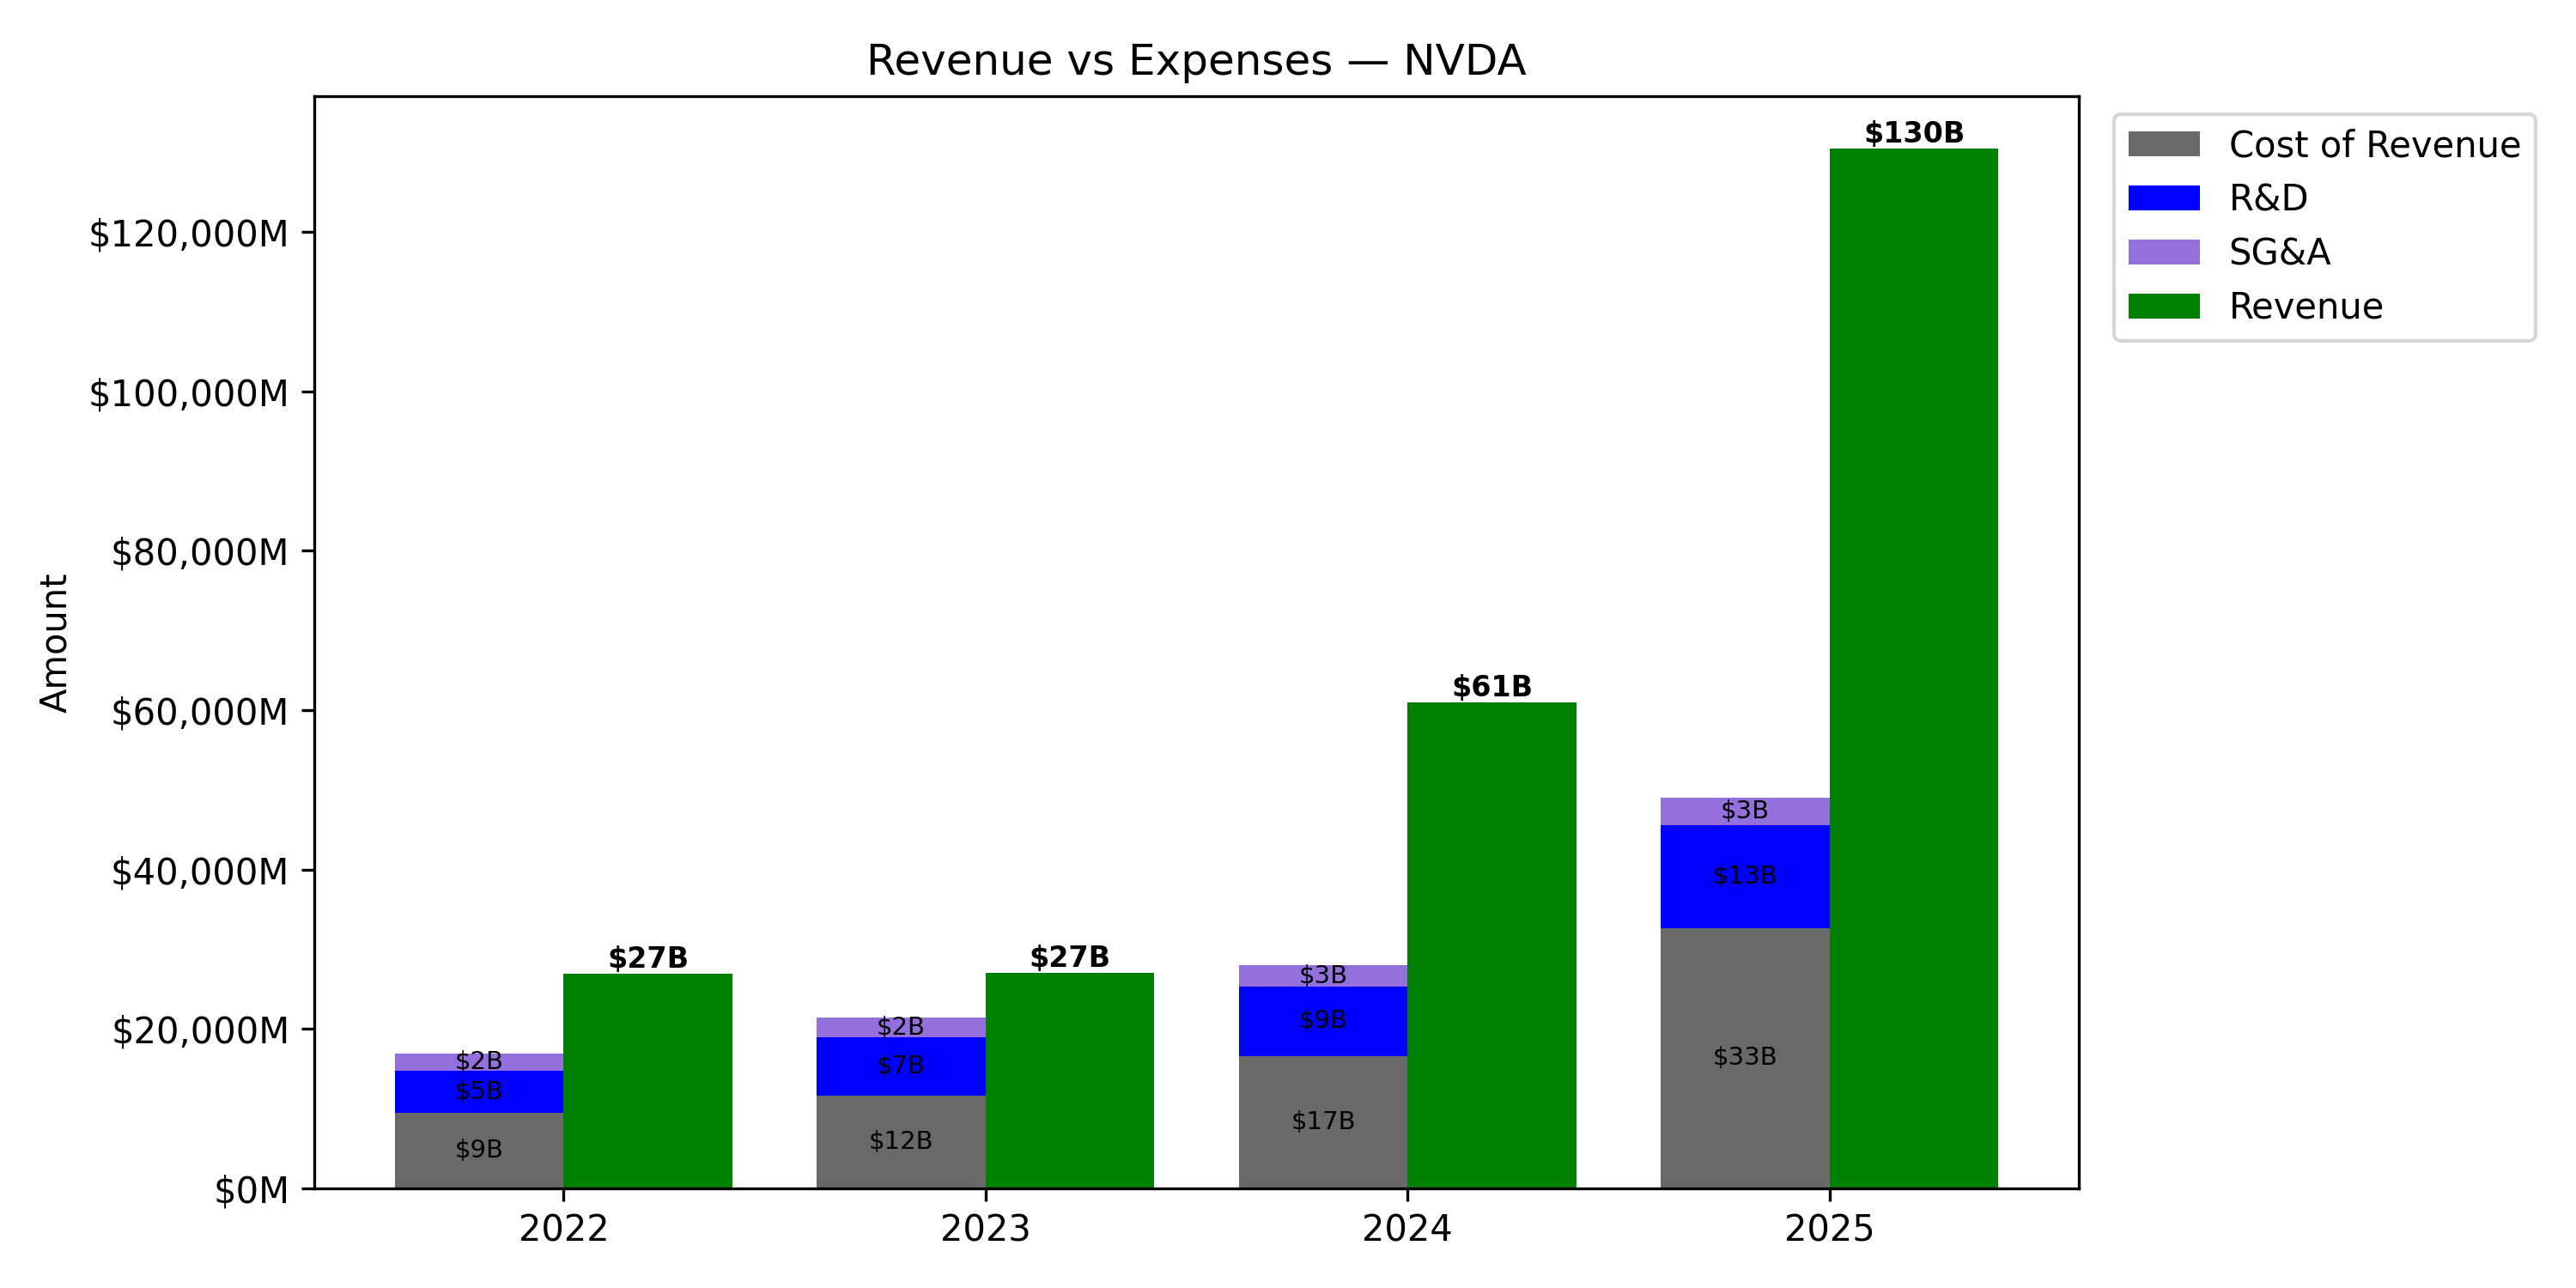 Revenue vs Expenses — NVDA
Amount
$120,000M
$100,000M
$80,000M
$60,000M
$40,000M
$20,000M
$0M
$2B
$5B
$9B
$27B
$2B
$7B
$12B
$27B
$3B
$9B
$17B
$61B
$3B
$13B
$33B
$130B
2022
2023
2024
2025
Cost of Revenue
R&D
SG&A
Revenue